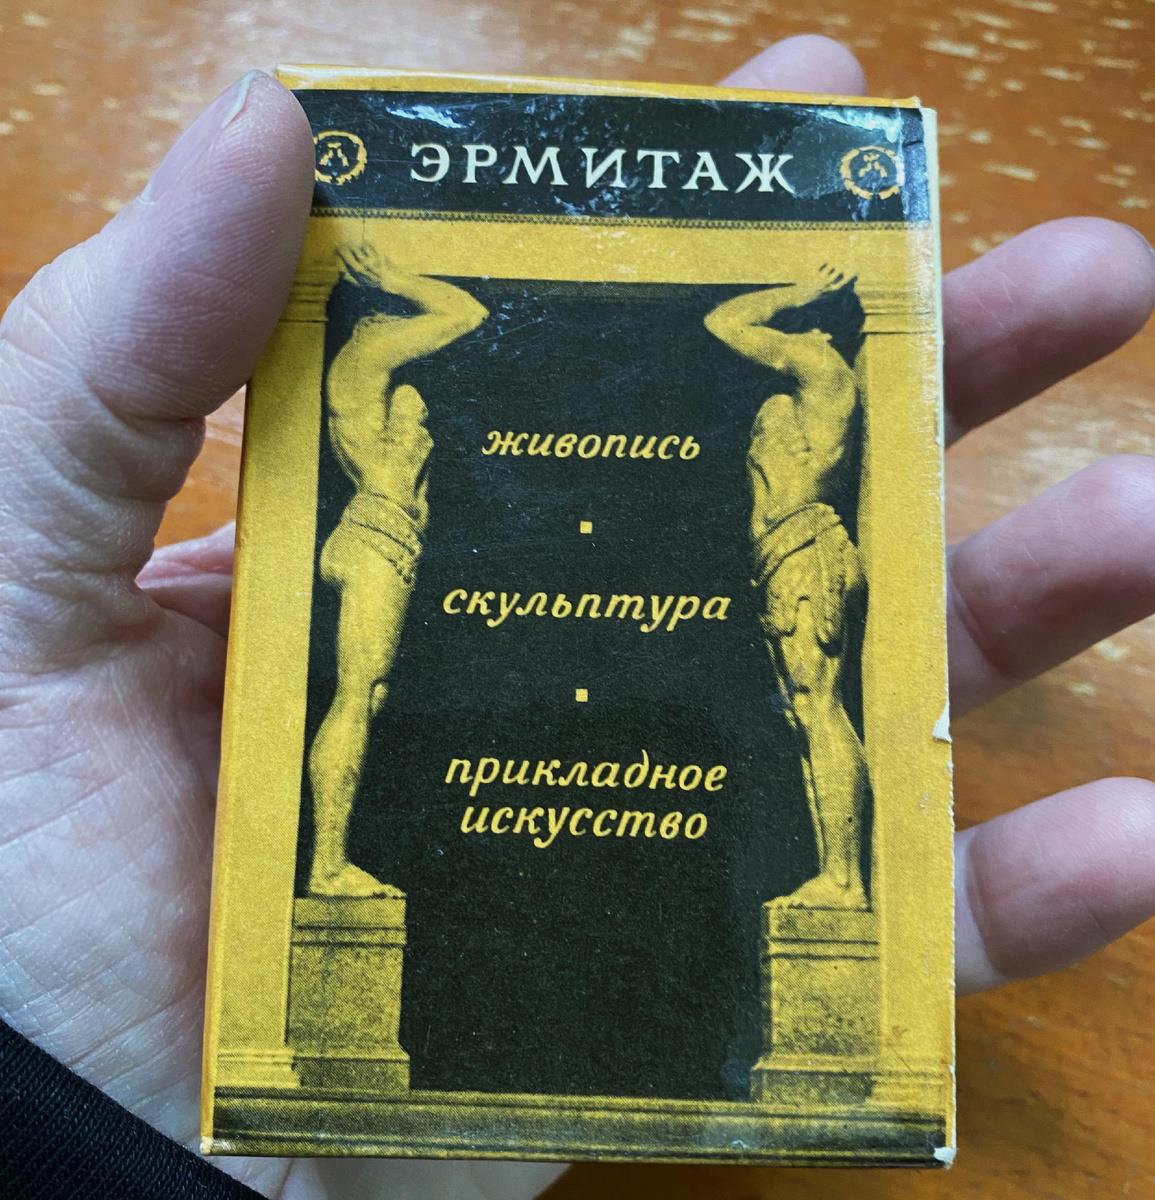 ЭРМИТАЖ
живопись
скульптура
прикладное
искусство